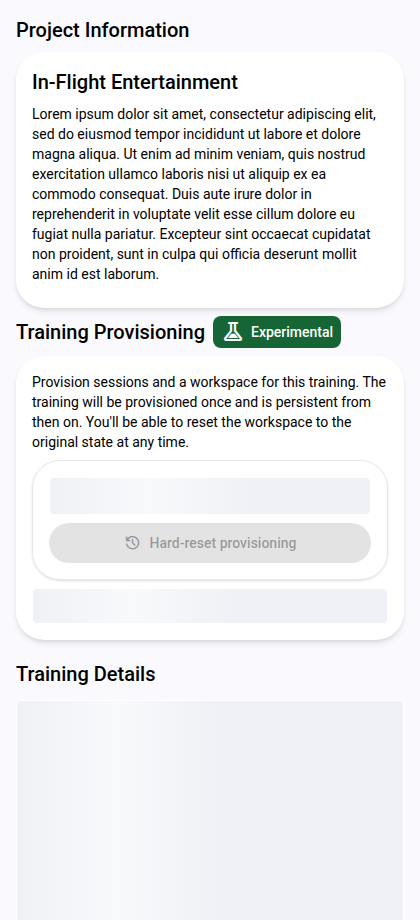 Project Information
In-Flight Entertainment
Lorem ipsum dolor sit amet, consectetur adipiscing elit,
sed do eiusmod tempor incididunt ut labore et dolore
magna aliqua. Ut enim ad minim veniam, quis nostrud
exercitation ullamco laboris nisi ut aliquip ex ea
commodo consequat. Duis aute irure dolor in
reprehenderit in voluptate velit esse cillum dolore eu
fugiat nulla pariatur. Excepteur sint occaecat cupidatat
non proident, sunt in culpa qui officia deserunt mollit
anim id est laborum.
Training Provisioning Experimental
Provision sessions and a workspace for this training. The
training will be provisioned once and is persistent from
then on. You'll be able to reset the workspace to the
original state at any time.
Hard-reset provisioning
Training Details